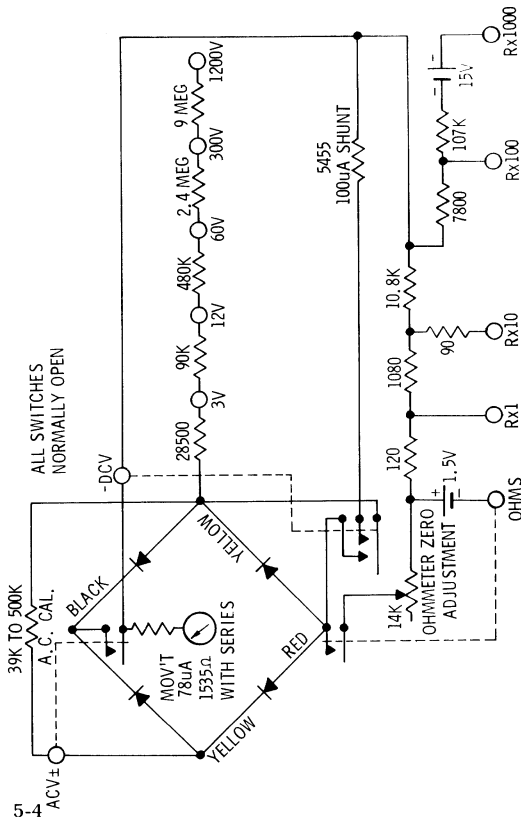 5-4
ACV±
39K TO 500K
A.C. CAL.
BLACK
YELLOW
YELLOW
RED
MOV'T
78uA
1535Ω
WITH SERIES
ALL SWITCHES
NORMALLY OPEN
-DCV
28500
3V
90K
12V
480K
60V
2.4 MEG
300V
9 MEG
1200V
5455
100uA SHUNT
14K
OHMMETER ZERO
ADJUSTMENT
+
1.5V
-
OHMS
120
1080
10.8K
90
7800
107K
-
-
15V
Rx1
Rx10
Rx100
Rx1000